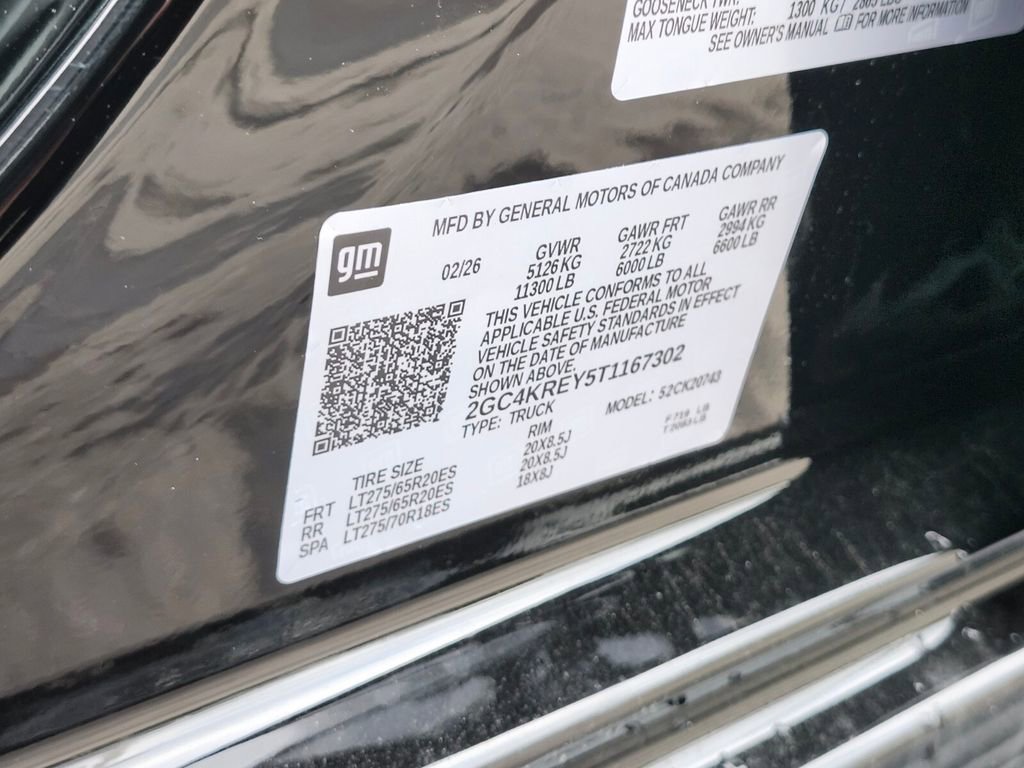 GOOSENECK TWR:
MAX TONGUE WEIGHT: 1300 KG / 2865 LBS
SEE OWNER'S MANUAL FOR MORE INFORMATION
MFD BY GENERAL MOTORS OF CANADA COMPANY
gm
02/26
GVWR GAWR FRT GAWR RR
5126 KG 2722 KG 2994 KG
11300 LB 6000 LB 6600 LB
THIS VEHICLE CONFORMS TO ALL
APPLICABLE U.S. FEDERAL MOTOR
VEHICLE SAFETY STANDARDS IN EFFECT
ON THE DATE OF MANUFACTURE
SHOWN ABOVE.
2GC4KREY5T1167302
TYPE: TRUCK MODEL: 52CK20743
TIRE SIZE RIM
FRT LT275/65R20ES 20X8.5J
RR LT275/65R20ES 20X8.5J
SPA LT275/70R18ES 18X8J